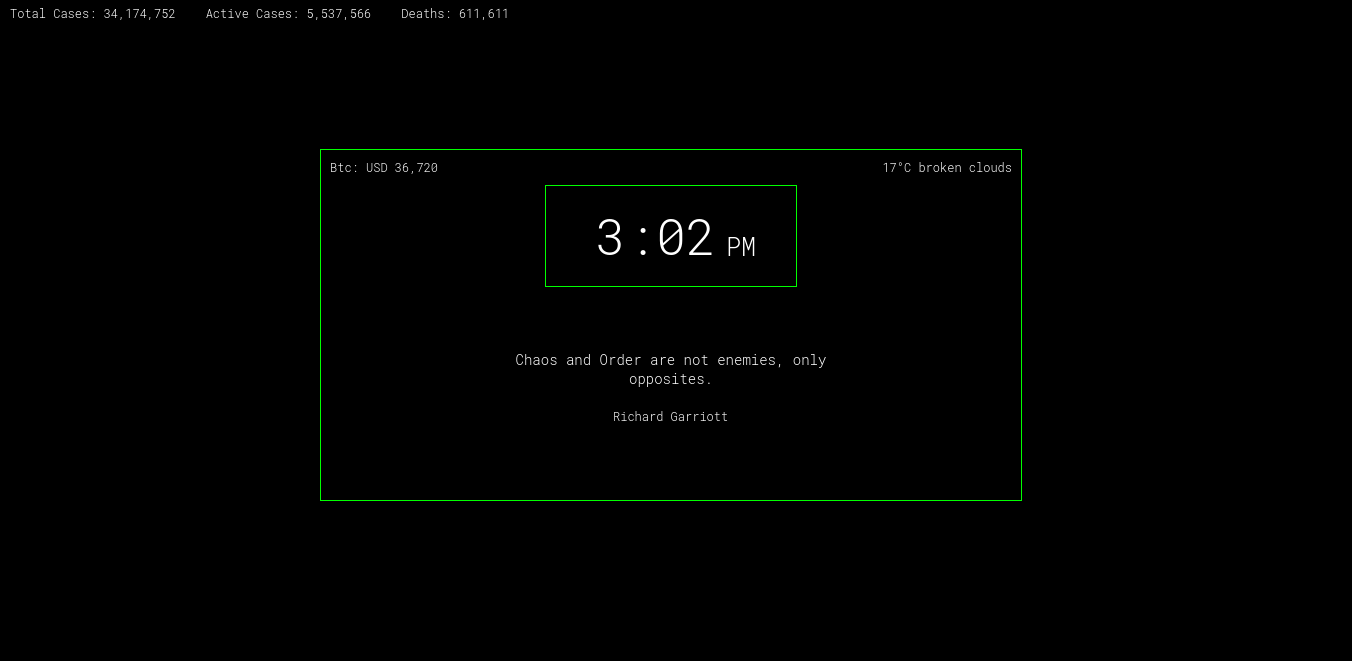 Total Cases: 34,174,752 Active Cases: 5,537,566 Deaths: 611,611
Btc: USD 36,720 17°C broken clouds
3:02 PM
Chaos and Order are not enemies, only
opposites.
Richard Garriott